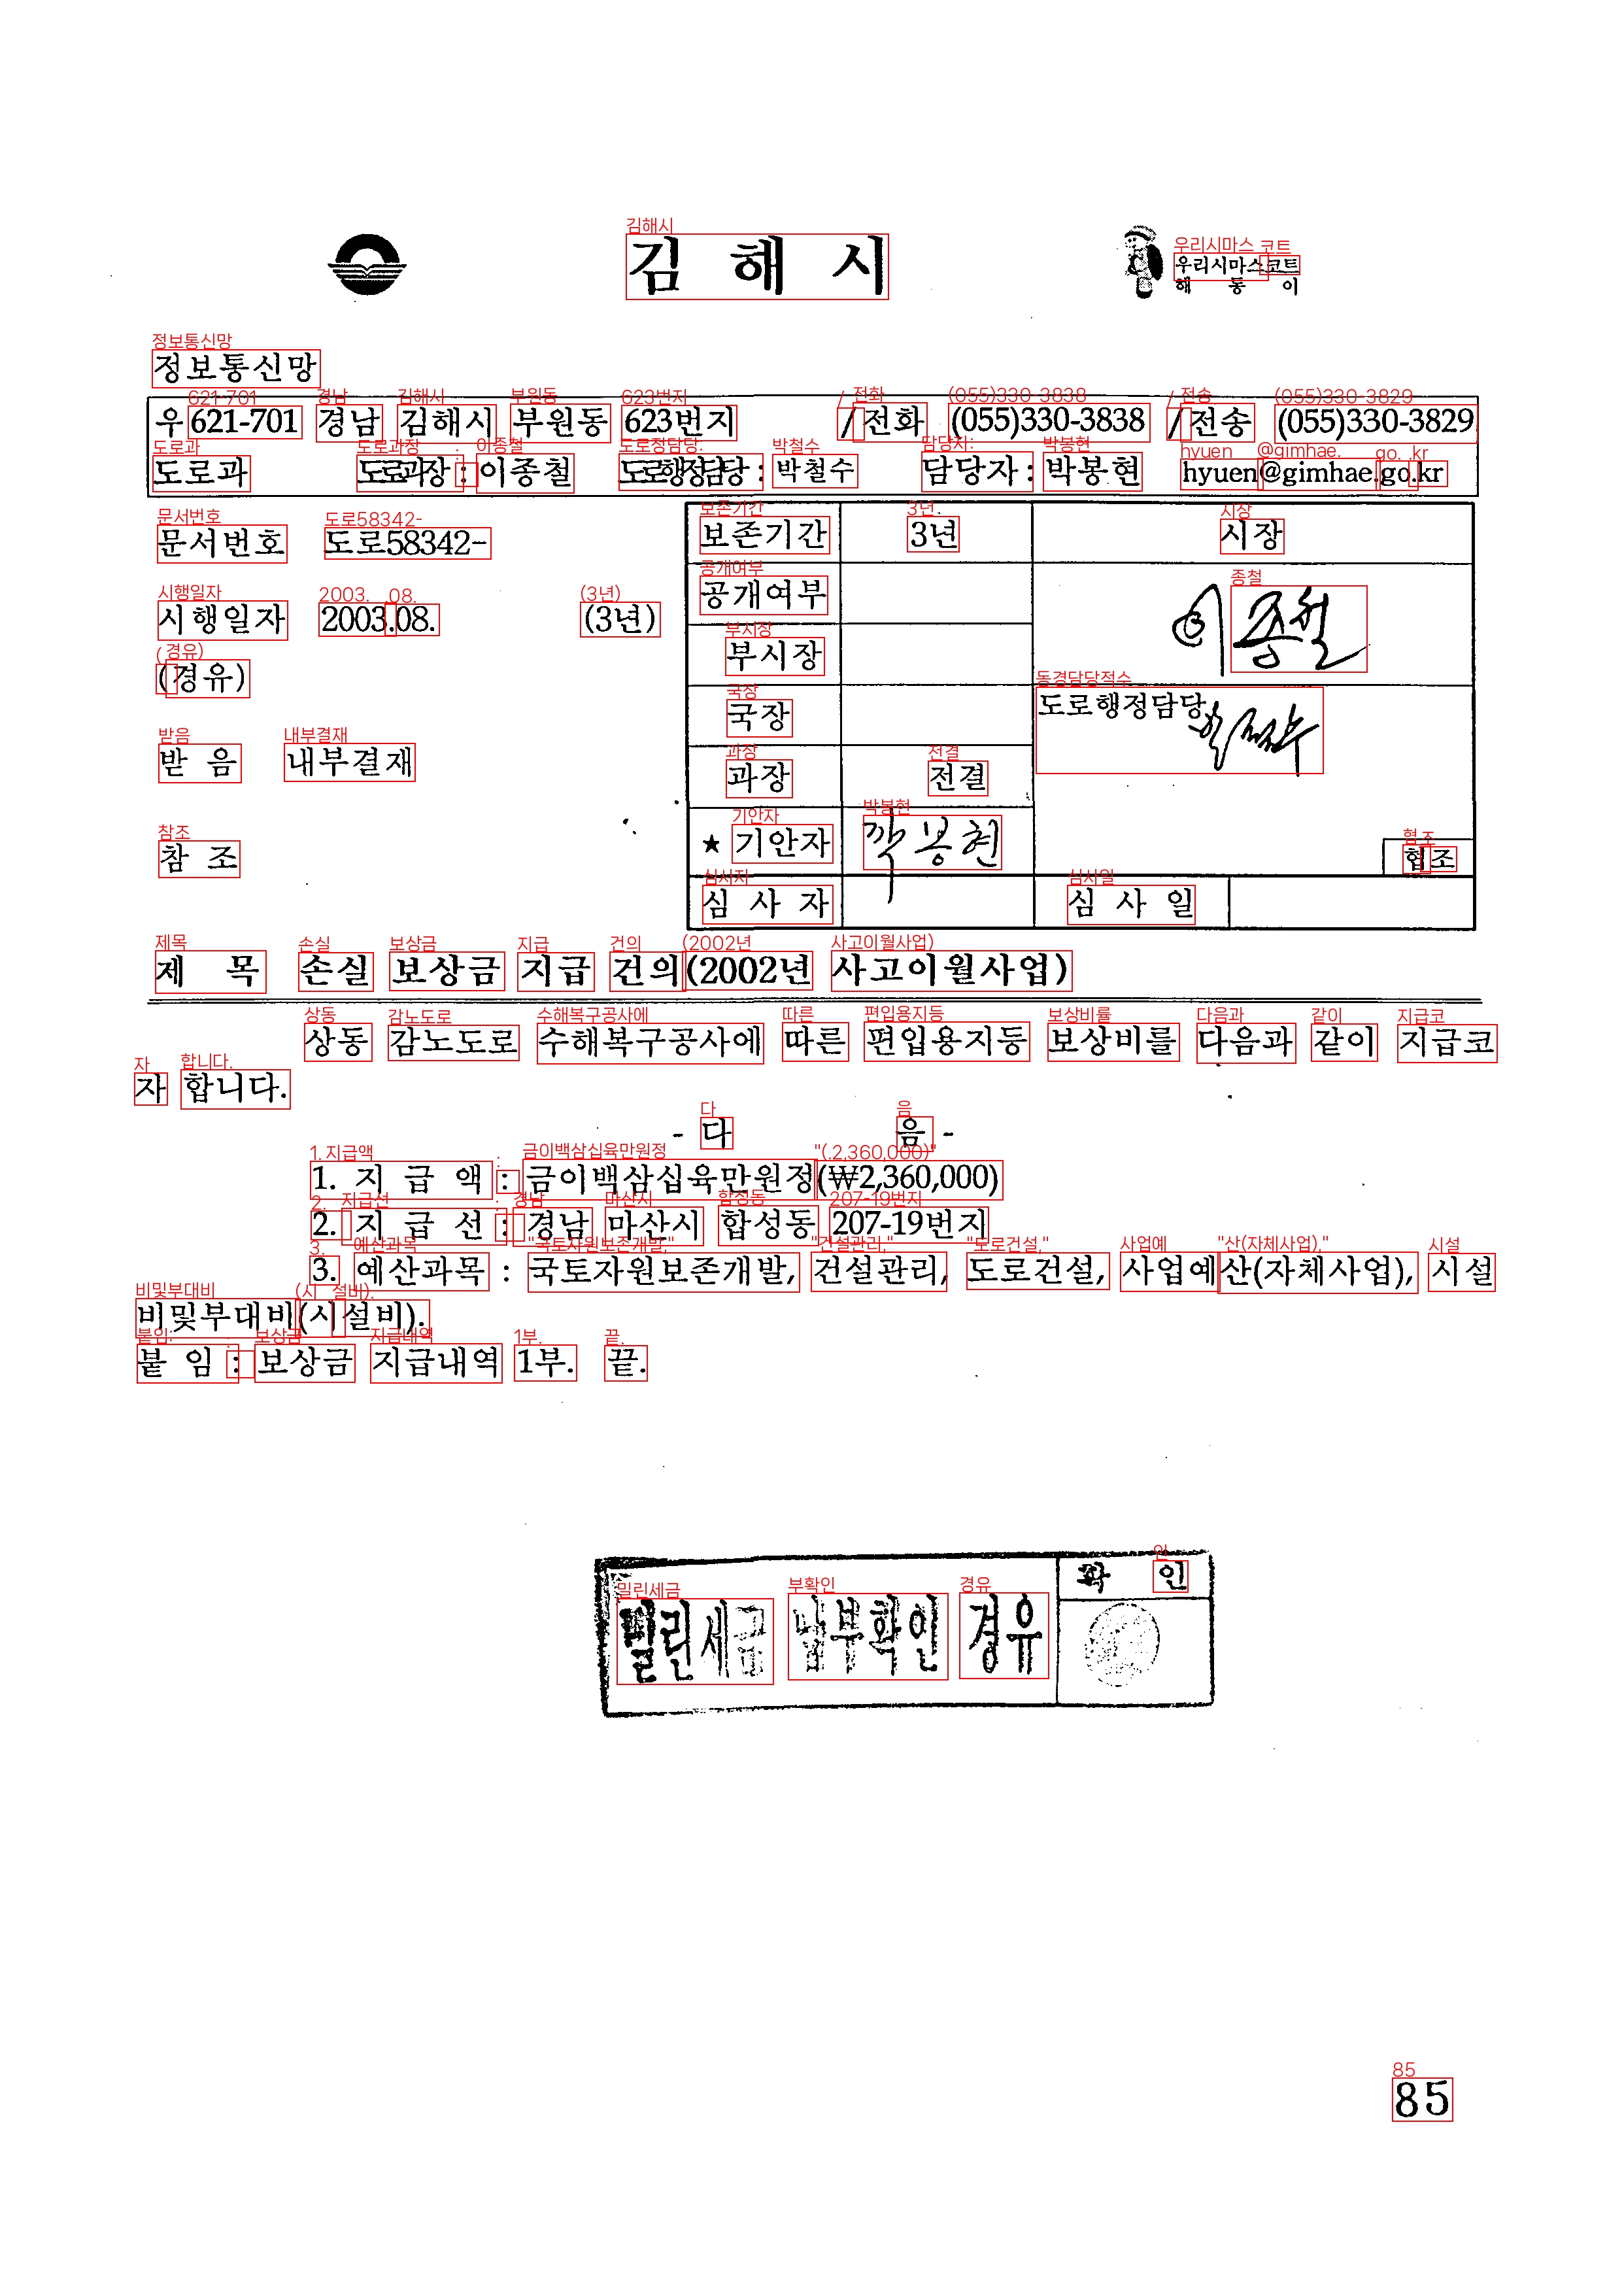 김 해 시
우리시마스코트
해 동 이
정보통신망
우 621-701 경남 김해시 부원동 623번지 / 전화 (055)330-3838 / 전송 (055)330-3829
도로과 도로과장 : 이종철 도로행정담당 : 박철수 담당자 : 박봉현 hyuen@gimhae.go.kr
문서번호 도로58342-
시행일자 2003.08. (3년)
(경유)
받 음 내부결재
참 조
보존기간 3년 시장
공개여부
이종철
부시장
국장 도로행정담당 박철수
과장 전결
★ 기안자 박봉현 협조
심 사 자 심 사 일
제 목 손실 보상금 지급 건의(2002년 사고이월사업)
상동 감노도로 수해복구공사에 따른 편입용지등 보상비를 다음과 같이 지급코
자 합니다.
- 다 음 -
1. 지 급 액 : 금이백삼십육만원정(₩2,360,000)
2. 지 급 선 : 경남 마산시 합성동 207-19번지
3. 예산과목 : 국토자원보존개발, 건설관리, 도로건설, 사업예산(자체사업), 시설
비및부대비(시설비).
붙 임 : 보상금 지급내역 1부. 끝.
밀린세금 납부확인 경유 확 인
85